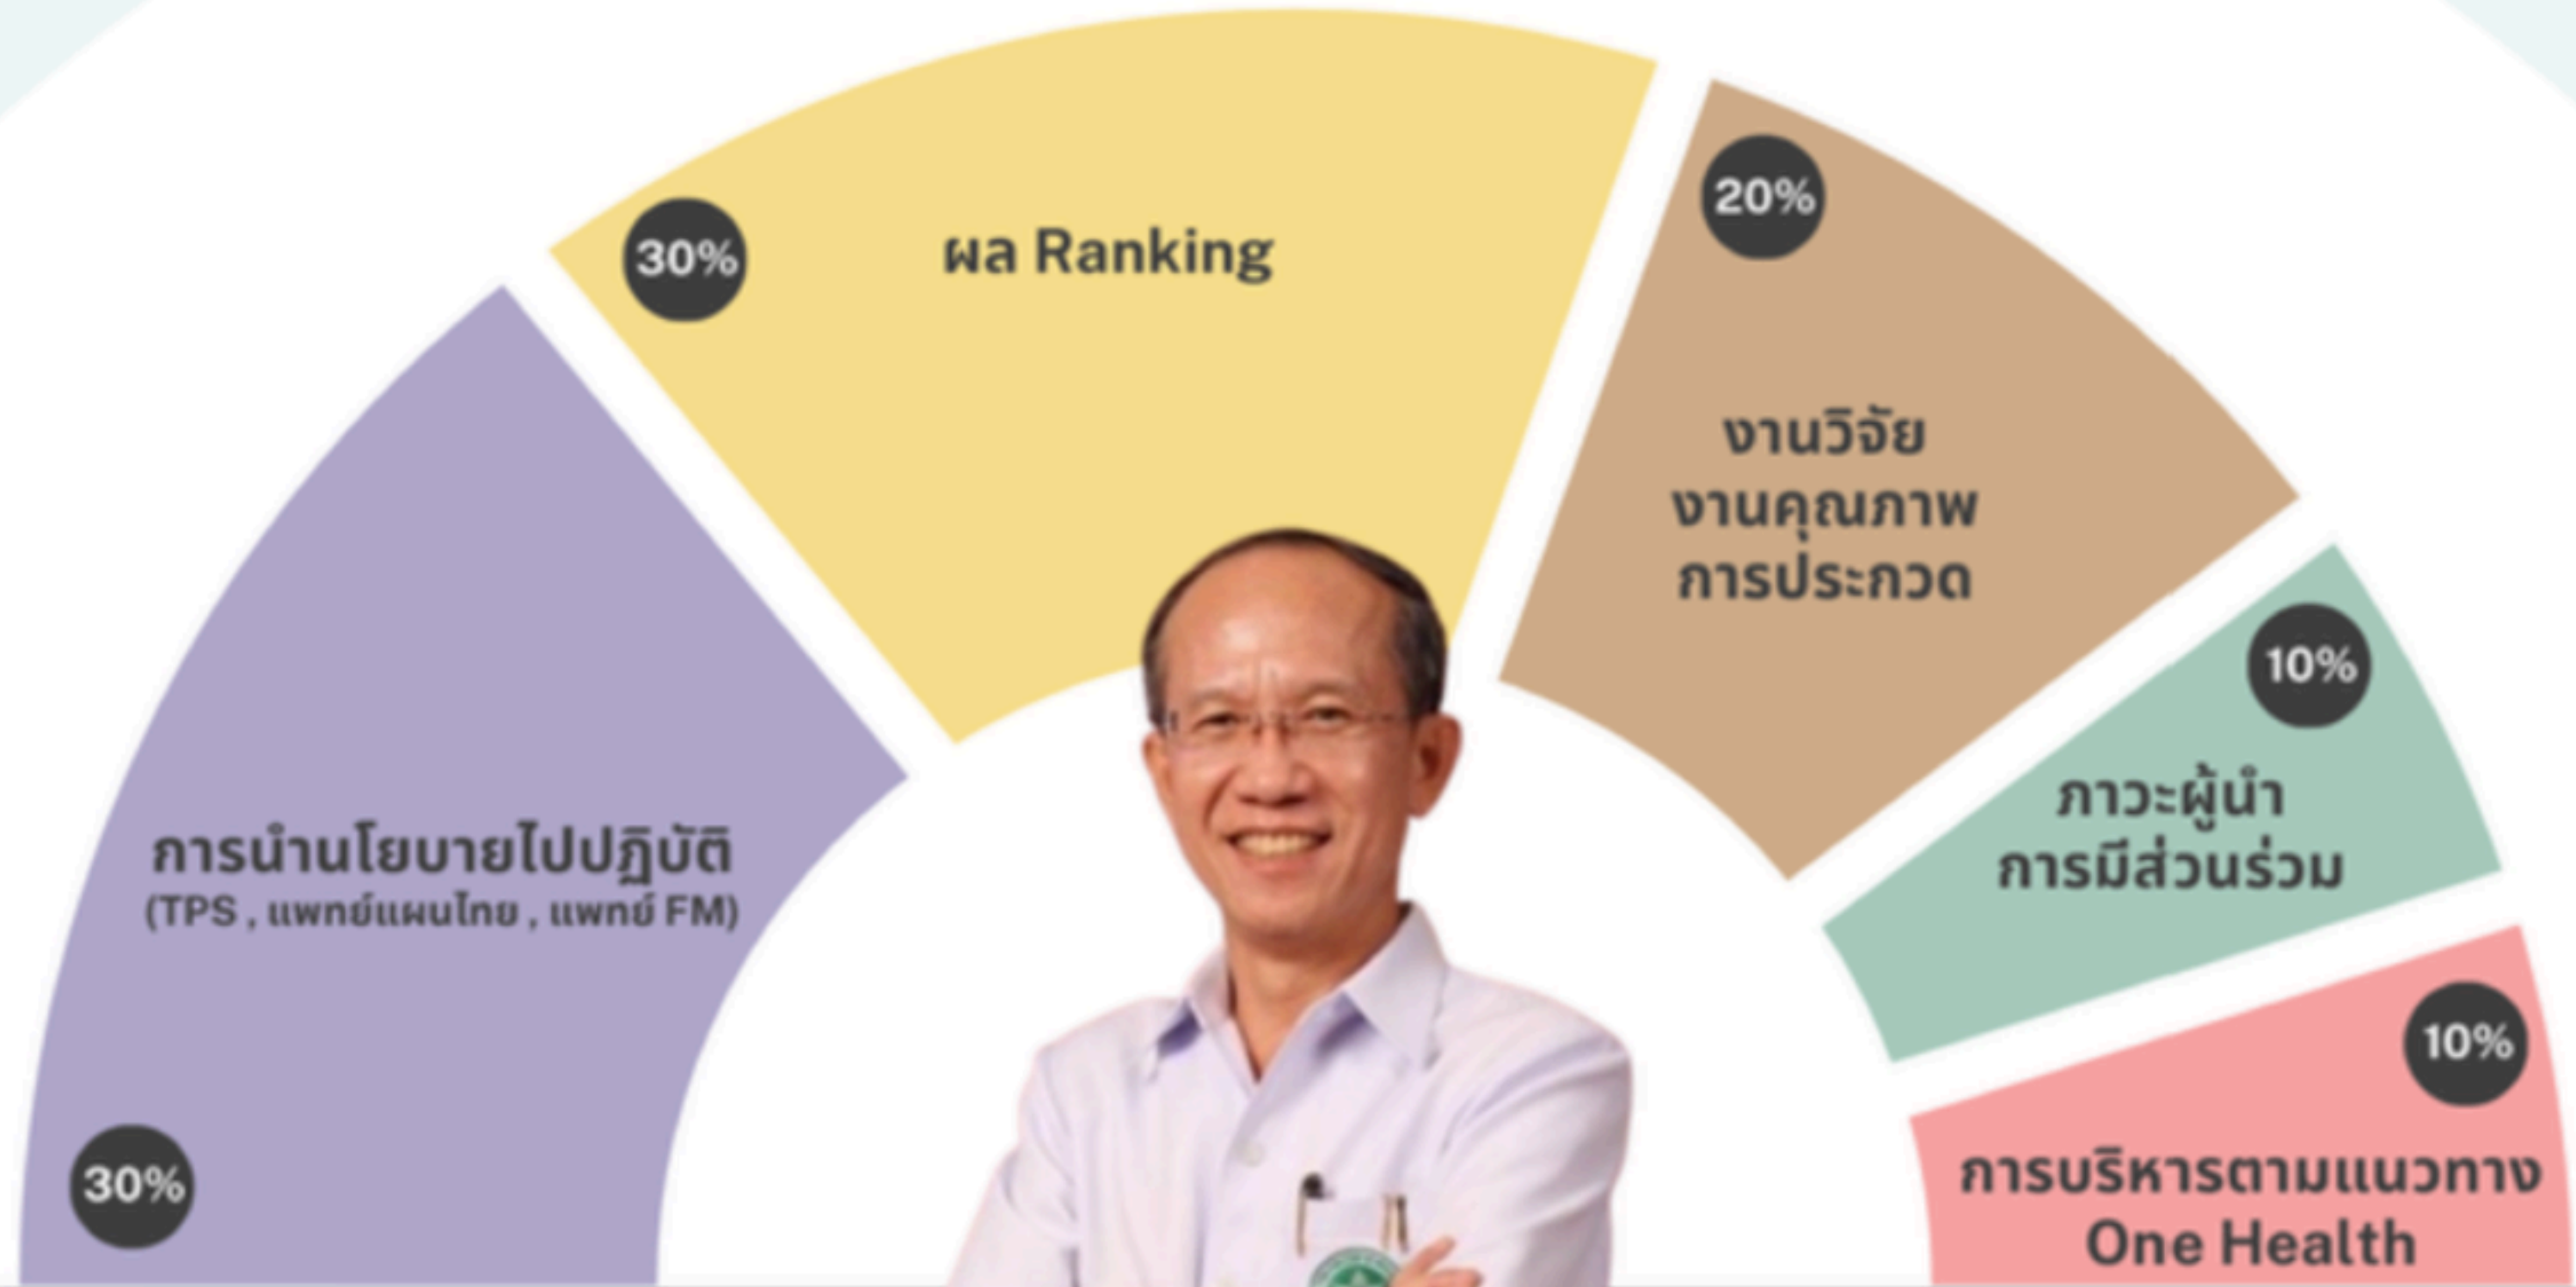 30%
การนำนโยบายไปปฏิบัติ
(TPS , แพทย์แผนไทย , แพทย์ FM)
30%
ผล Ranking
20%
งานวิจัย
งานคุณภาพ
การประกวด
10%
ภาวะผู้นำ
การมีส่วนร่วม
10%
การบริหารตามแนวทาง
One Health